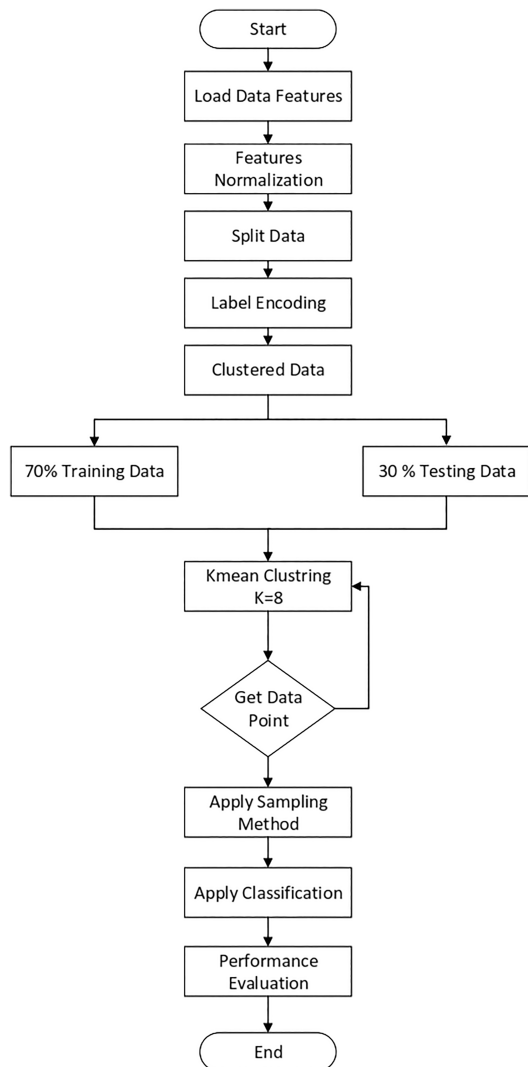 Start
Load Data Features
Features
Normalization
Split Data
Label Encoding
Clustered Data
70% Training Data
30 % Testing Data
Kmean Clustring
K=8
Get Data
Point
Apply Sampling
Method
Apply Classification
Performance
Evaluation
End